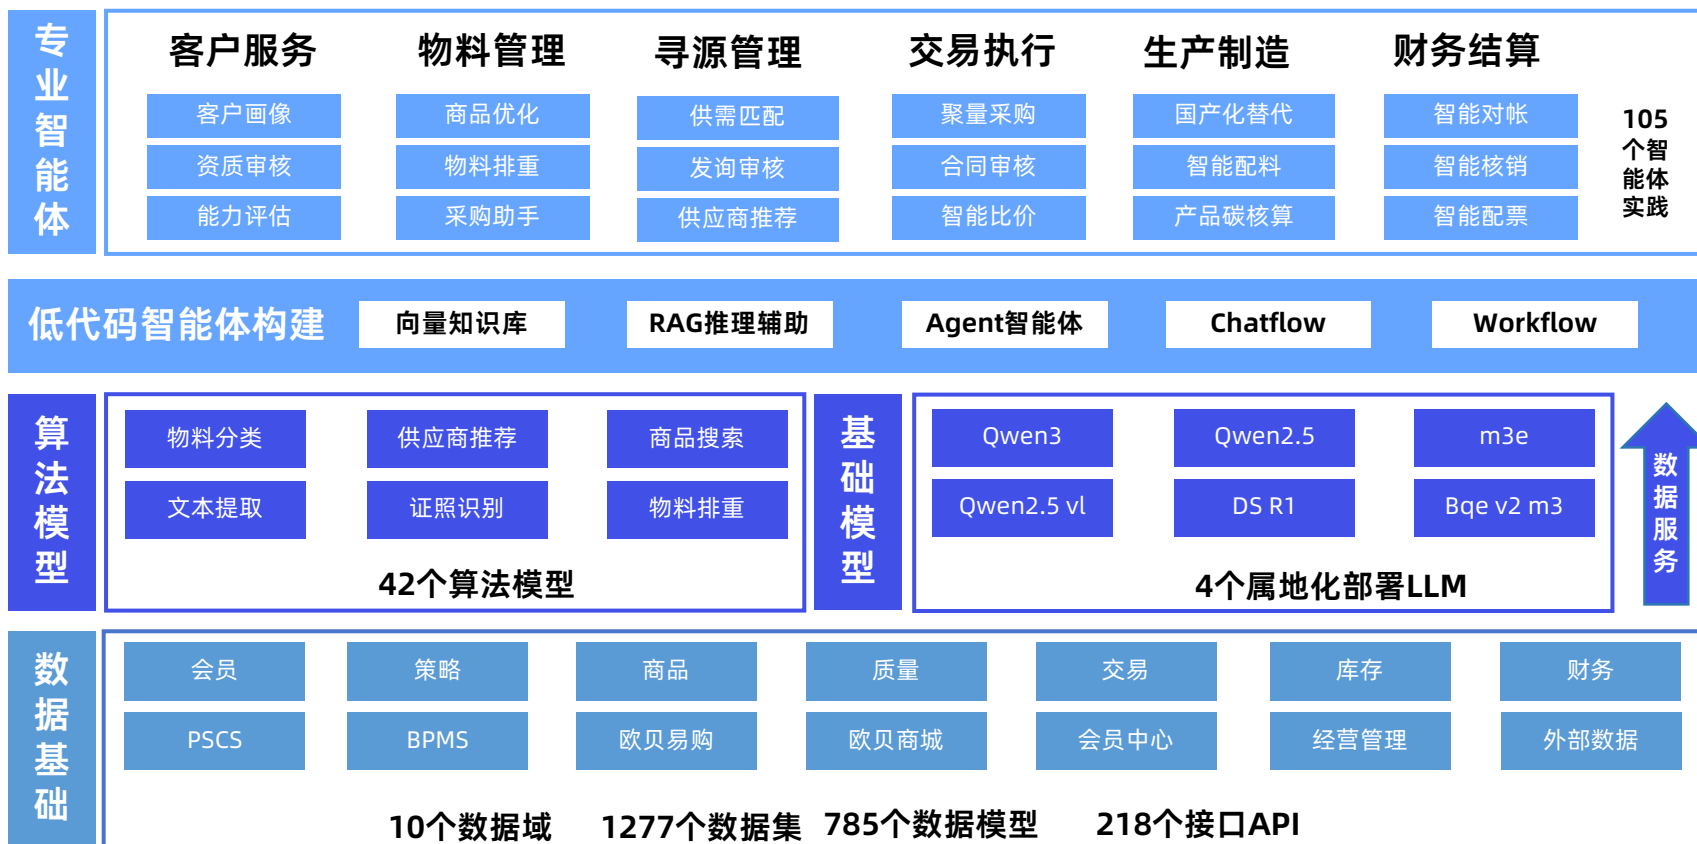 专业智能体
客户服务
物料管理
寻源管理
交易执行
生产制造
财务结算
客户画像
商品优化
供需匹配
聚量采购
国产化替代
智能对帐
资质审核
物料排重
发询审核
合同审核
智能配料
智能核销
能力评估
采购助手
供应商推荐
智能比价
产品碳核算
智能配票
105
个智
能体
实践
低代码智能体构建
向量知识库
RAG推理辅助
Agent智能体
Chatflow
Workflow
算法模型
物料分类
供应商推荐
商品搜索
文本提取
证照识别
物料排重
42个算法模型
基础模型
Qwen3
Qwen2.5
m3e
Qwen2.5 vl
DS R1
Bqe v2 m3
4个属地化部署LLM
数据服务
数据基础
会员
策略
商品
质量
交易
库存
财务
PSCS
BPMS
欧贝易购
欧贝商城
会员中心
经营管理
外部数据
10个数据域
1277个数据集
785个数据模型
218个接口API